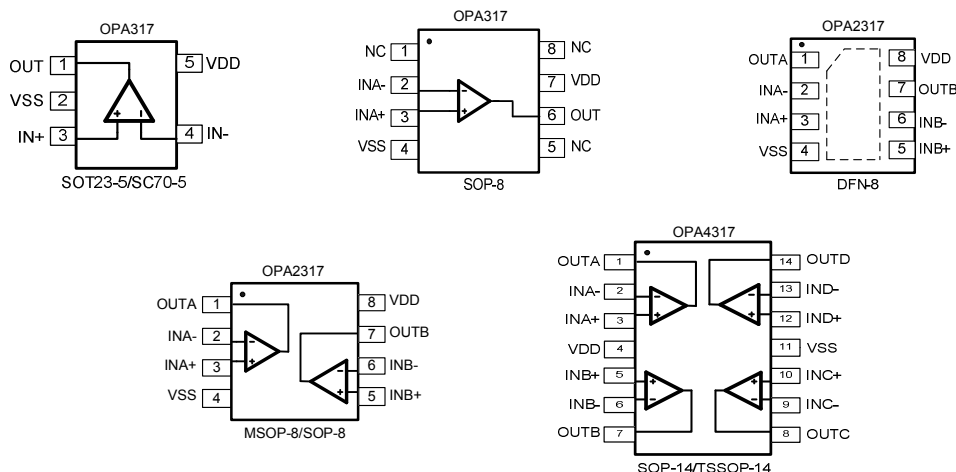 OPA317
OUT 1 5 VDD
VSS 2
IN+ 3 4 IN-
+ -
SOT23-5/SC70-5
OPA317
NC 1 8 NC
INA- 2 - 7 VDD
INA+ 3 + 6 OUT
VSS 4 5 NC
SOP-8
OPA2317
OUTA 1 8 VDD
INA- 2 7 OUTB
INA+ 3 6 INB-
VSS 4 5 INB+
DFN-8
OPA2317
OUTA 1 8 VDD
INA- 2 - 7 OUTB
INA+ 3 + - 6 INB-
VSS 4 + 5 INB+
MSOP-8/SOP-8
OPA4317
OUTA 1 14 OUTD
INA- 2 - - 13 IND-
INA+ 3 + + 12 IND+
VDD 4 11 VSS
INB+ 5 + + 10 INC+
INB- 6 - - 9 INC-
OUTB 7 8 OUTC
SOP-14/TSSOP-14